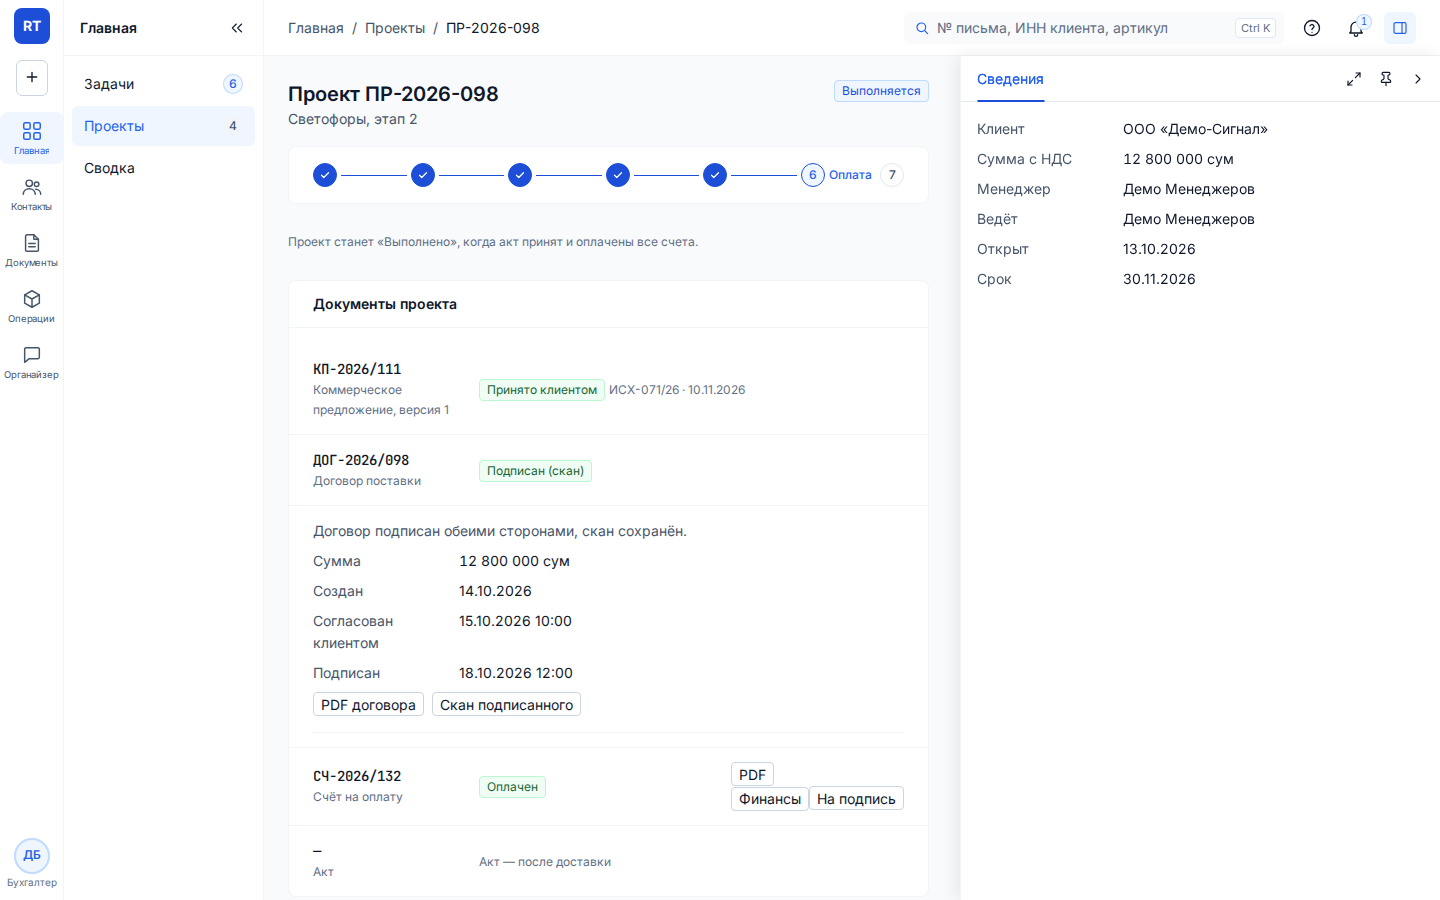 RT
Главная
Контакты
Документы
Операции
Органайзер
ДБ
Бухгалтер
Главная
Задачи 6
Проекты 4
Сводка
Главная / Проекты / ПР-2026-098
№ письма, ИНН клиента, артикул Ctrl K
1
Проект ПР-2026-098
Выполняется
Светофоры, этап 2
6 Оплата 7
Проект станет «Выполнено», когда акт принят и оплачены все счета.
Документы проекта
КП-2026/111
Коммерческое
предложение, версия 1
Принято клиентом ИСХ-071/26 · 10.11.2026
ДОГ-2026/098
Договор поставки
Подписан (скан)
Договор подписан обеими сторонами, скан сохранён.
Сумма 12 800 000 сум
Создан 14.10.2026
Согласован
клиентом
15.10.2026 10:00
Подписан 18.10.2026 12:00
PDF договора Скан подписанного
СЧ-2026/132
Счёт на оплату
Оплачен
PDF
Финансы На подпись
—
Акт
Акт — после доставки
Сведения
Клиент ООО «Демо-Сигнал»
Сумма с НДС 12 800 000 сум
Менеджер Демо Менеджеров
Ведёт Демо Менеджеров
Открыт 13.10.2026
Срок 30.11.2026